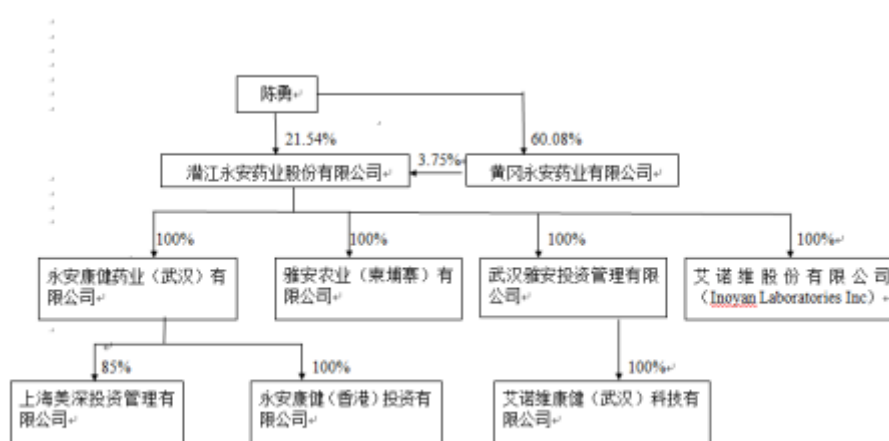 陈勇
21.54%
60.08%
3.75%
潜江永安药业股份有限公司
黄冈永安药业有限公司
100%
100%
100%
100%
永安康健药业（武汉）有
限公司
雅安农业（柬埔寨）有
限公司
武汉雅安投资管理有限
公司
艾诺维股份有限公司
（Inovan Laboratories Inc）
85%
100%
100%
上海美深投资管理有
限公司
永安康健（香港）投资有
限公司
艾诺维康健（武汉）科技有
限公司